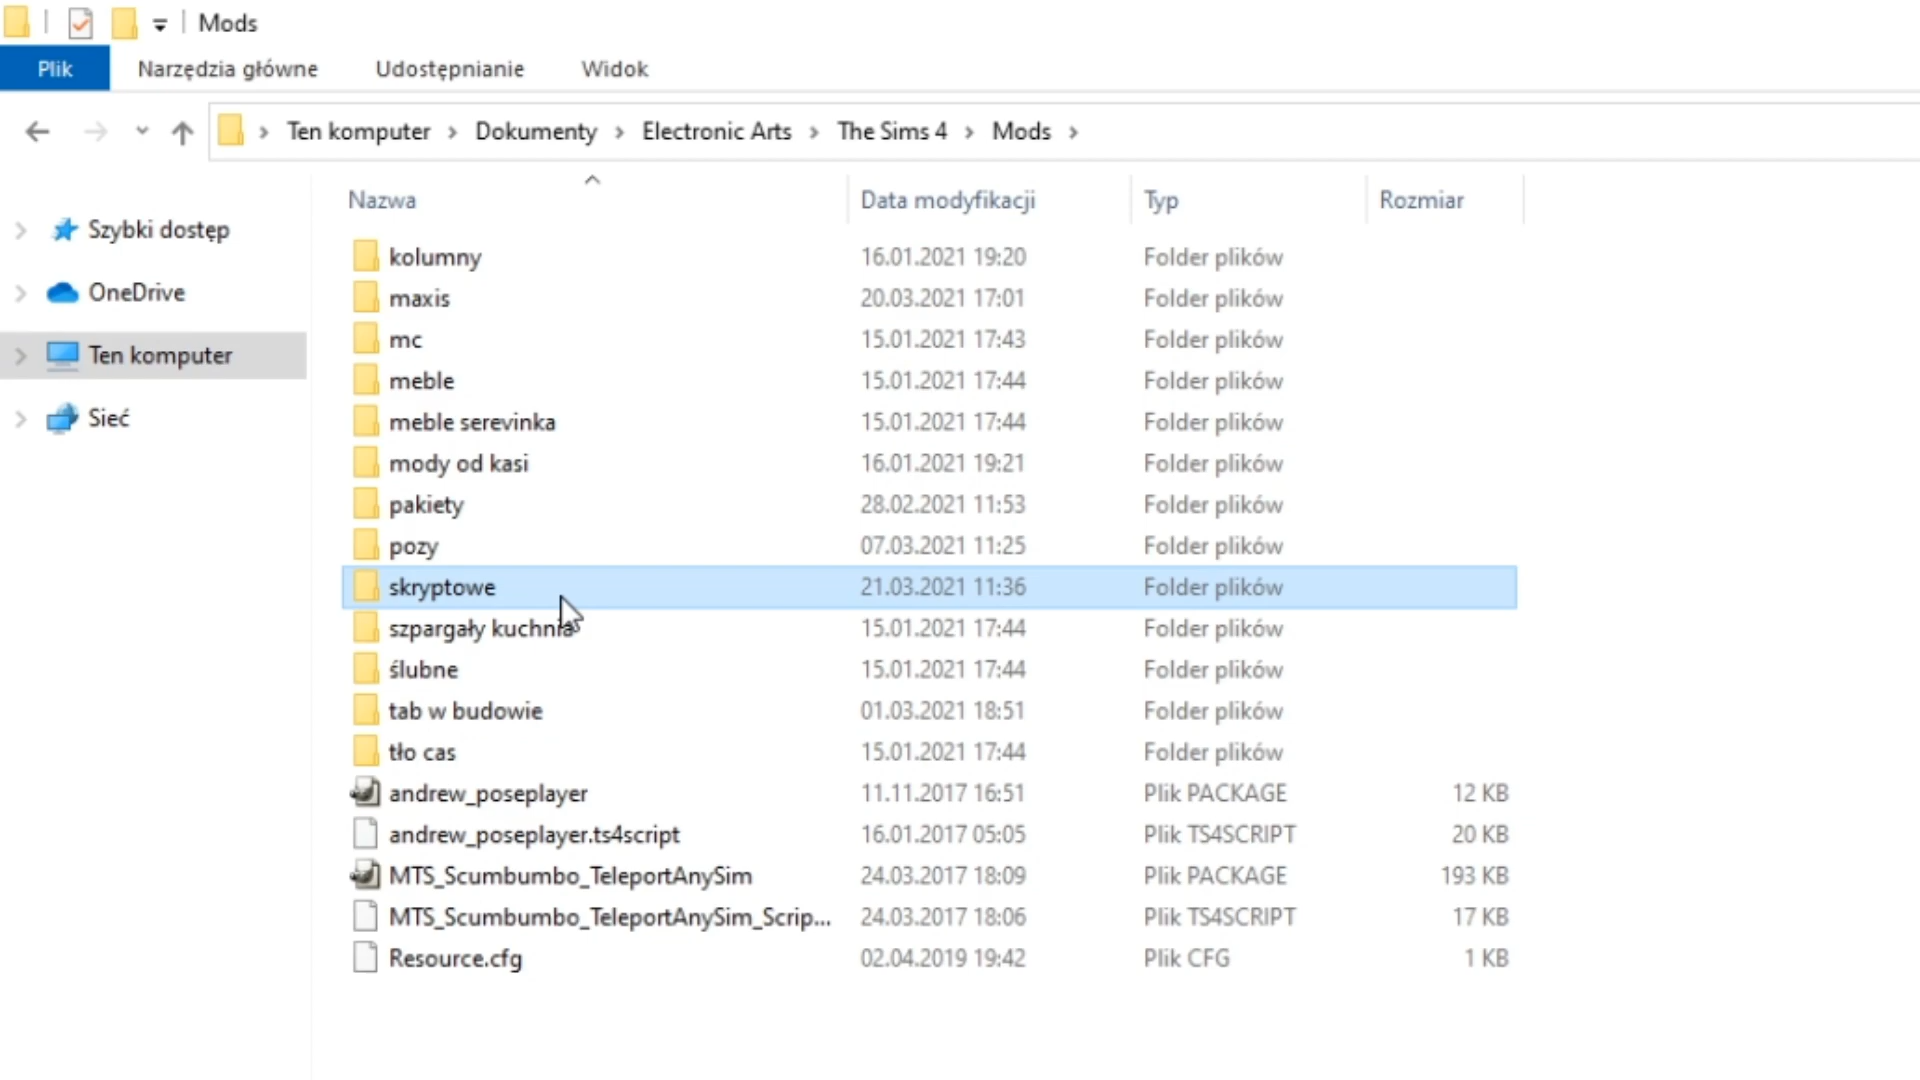 Mods
Plik Narzędzia główne Udostępnianie Widok
Ten komputer Dokumenty Electronic Arts The Sims 4 Mods
Nazwa Data modyfikacji Typ Rozmiar
Szybki dostęp
OneDrive
Ten komputer
Sieć
kolumny 16.01.2021 19:20 Folder plików
maxis 20.03.2021 17:01 Folder plików
mc 15.01.2021 17:43 Folder plików
meble 15.01.2021 17:44 Folder plików
meble serevinka 15.01.2021 17:44 Folder plików
mody od kasi 16.01.2021 19:21 Folder plików
pakiety 28.02.2021 11:53 Folder plików
pozy 07.03.2021 11:25 Folder plików
skryptowe 21.03.2021 11:36 Folder plików
szpargały kuchnia 15.01.2021 17:44 Folder plików
ślubne 15.01.2021 17:44 Folder plików
tab w budowie 01.03.2021 18:51 Folder plików
tło cas 15.01.2021 17:44 Folder plików
andrew_poseplayer 11.11.2017 16:51 Plik PACKAGE 12 KB
andrew_poseplayer.ts4script 16.01.2017 05:05 Plik TS4SCRIPT 20 KB
MTS_Scumbumbo_TeleportAnySim 24.03.2017 18:09 Plik PACKAGE 193 KB
MTS_Scumbumbo_TeleportAnySim_Scrip... 24.03.2017 18:06 Plik TS4SCRIPT 17 KB
Resource.cfg 02.04.2019 19:42 Plik CFG 1 KB